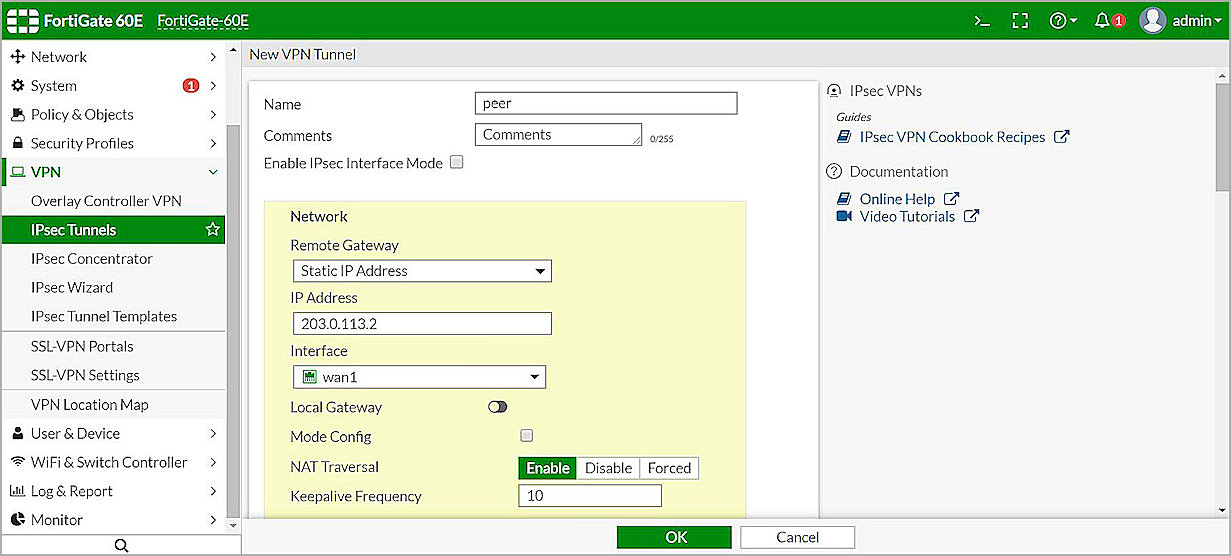 FortiGate 60E FortiGate-60E >_ ? 1 admin
Network
System 1
Policy & Objects
Security Profiles
VPN
Overlay Controller VPN
IPsec Tunnels
IPsec Concentrator
IPsec Wizard
IPsec Tunnel Templates
SSL-VPN Portals
SSL-VPN Settings
VPN Location Map
User & Device
WiFi & Switch Controller
Log & Report
Monitor
New VPN Tunnel
Name peer
Comments Comments 0/255
Enable IPsec Interface Mode
Network
Remote Gateway
Static IP Address
IP Address
203.0.113.2
Interface
wan1
Local Gateway
Mode Config
NAT Traversal Enable Disable Forced
Keepalive Frequency 10
OK Cancel
IPsec VPNs
Guides
IPsec VPN Cookbook Recipes
? Documentation
Online Help
Video Tutorials